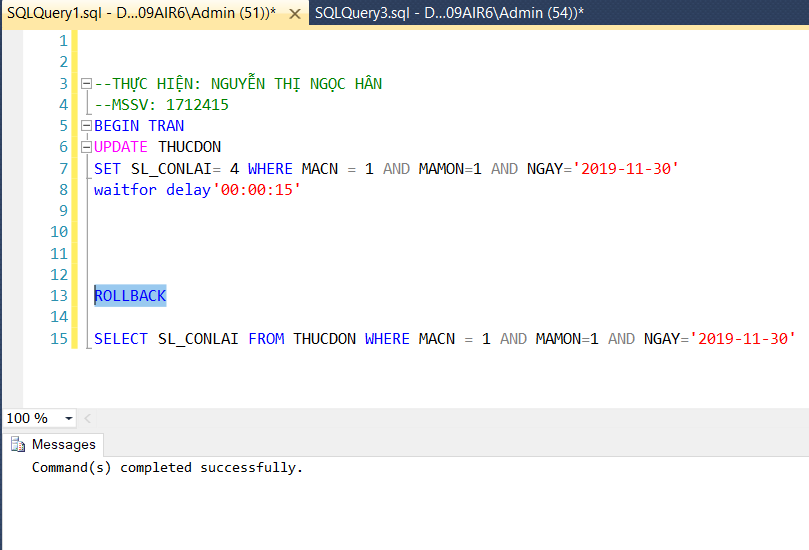 SQLQuery1.sql - D...09AIR6\Admin (51))* SQLQuery3.sql - D...09AIR6\Admin (54))*
1
2
3 --THỰC HIỆN: NGUYỄN THỊ NGỌC HÂN
4 --MSSV: 1712415
5 BEGIN TRAN
6 UPDATE THUCDON
7 SET SL_CONLAI= 4 WHERE MACN = 1 AND MAMON=1 AND NGAY='2019-11-30'
8 waitfor delay'00:00:15'
9
10
11
12
13 ROLLBACK
14
15 SELECT SL_CONLAI FROM THUCDON WHERE MACN = 1 AND MAMON=1 AND NGAY='2019-11-30'
100 %
Messages
Command(s) completed successfully.